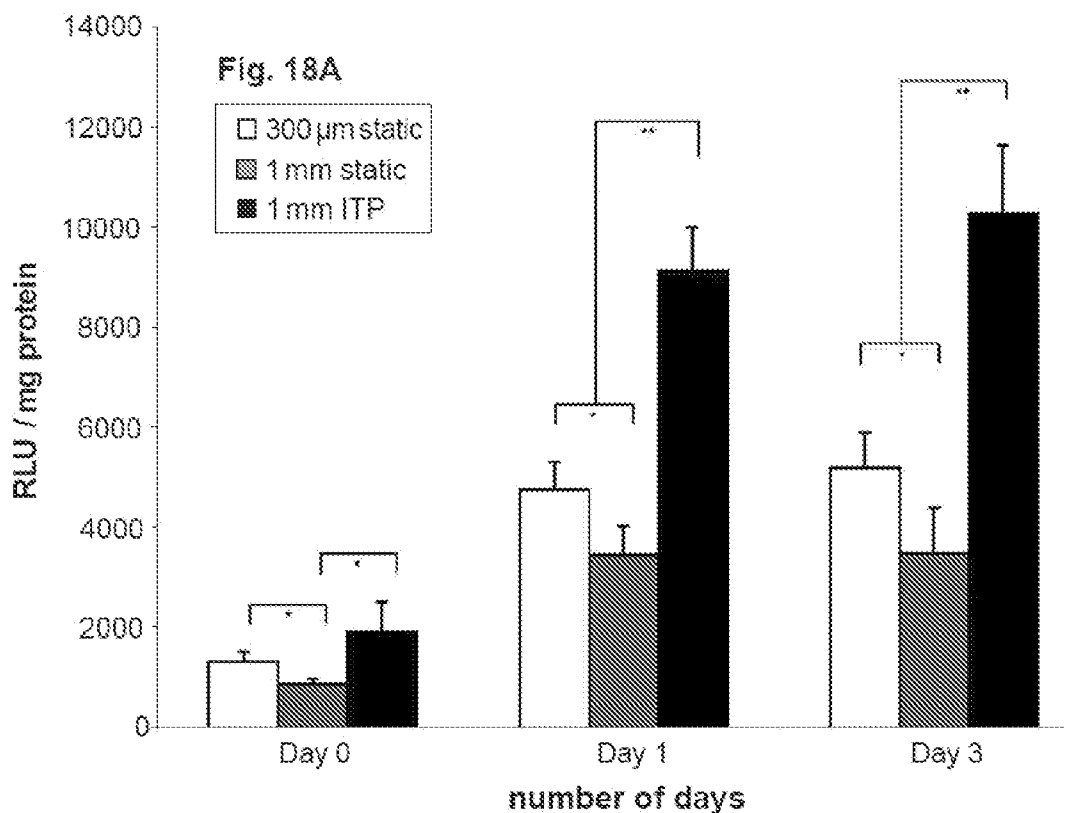 14000
12000
10000
8000
6000
4000
2000
0
RLU / mg protein
Fig. 18A
300 µm static
1 mm static
1 mm ITP
*
*
*
**
*
**
Day 0
Day 1
Day 3
number of days